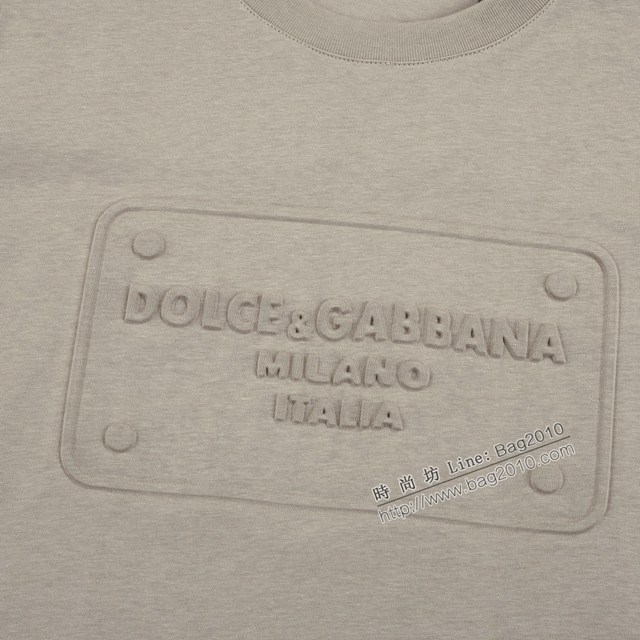 DOLCE&GABBANA
MILANO
ITALIA
時尚坊 Line: Bag2010
http://www.bag2010.com